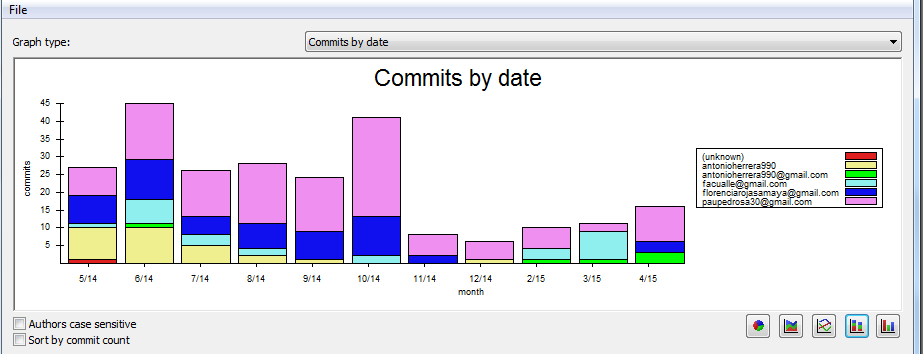 File
Graph type:
Commits by date
Commits by date
45
40
35
30
25
20
15
10
5
commits
5/14
6/14
7/14
8/14
9/14
10/14
11/14
12/14
2/15
3/15
4/15
month
(unknown)
antonioherrera990
antonioherrera990@gmail.com
facualle@gmail.com
florenciarojasamaya@gmail.com
paupedrosa30@gmail.com
Authors case sensitive
Sort by commit count